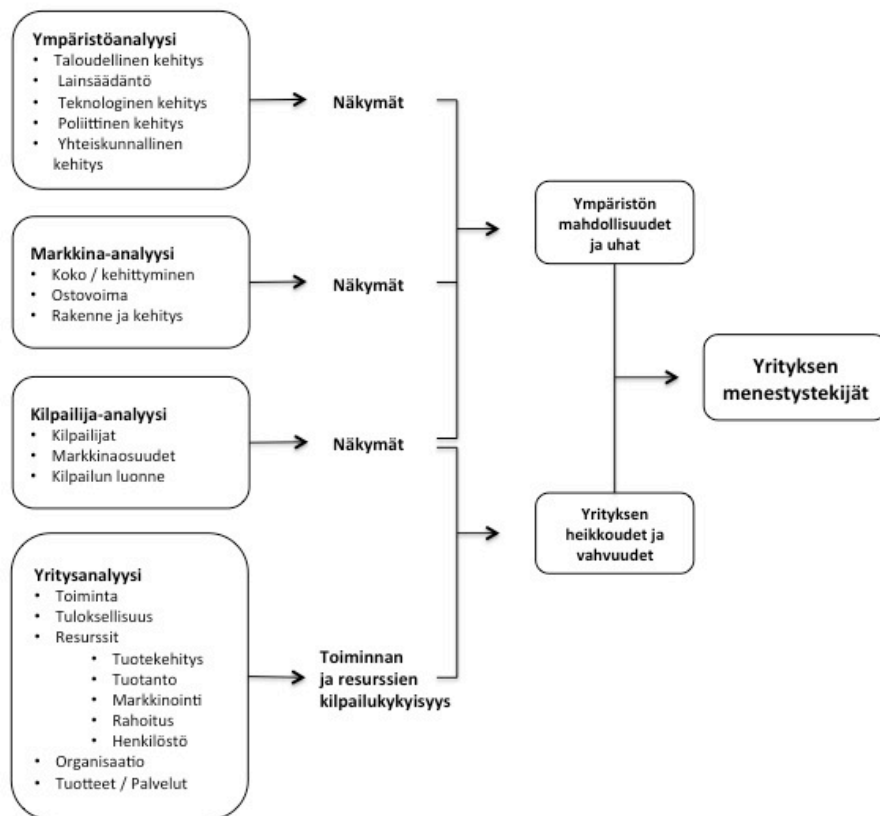 Ympäristöanalyysi
• Taloudellinen kehitys
• Lainsäädäntö
• Teknologinen kehitys
• Poliittinen kehitys
• Yhteiskunnallinen
kehitys
Näkymät
Markkina-analyysi
• Koko / kehittyminen
• Ostovoima
• Rakenne ja kehitys
Näkymät
Kilpailija-analyysi
• Kilpailijat
• Markkinaosuudet
• Kilpailun luonne
Näkymät
Yritysanalyysi
• Toiminta
• Tuloksellisuus
• Resurssit
• Tuotekehitys
• Tuotanto
• Markkinointi
• Rahoitus
• Henkilöstö
• Organisaatio
• Tuotteet / Palvelut
Toiminnan
ja resurssien
kilpailukykyisyys
Ympäristön
mahdollisuudet
ja uhat
Yrityksen
heikkoudet ja
vahvuudet
Yrityksen
menestystekijät